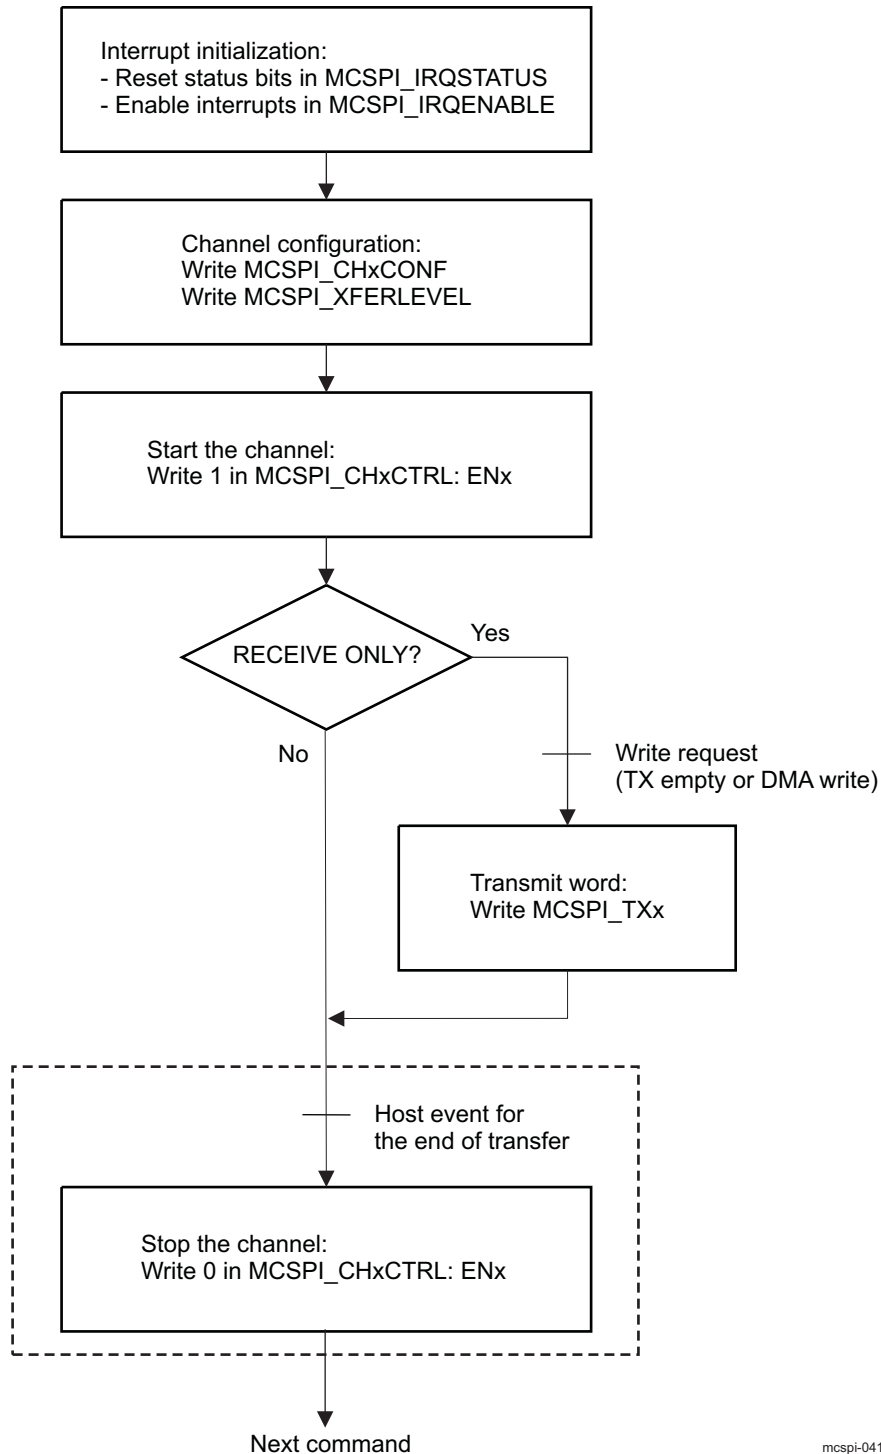 Interrupt initialization:
- Reset status bits in MCSPI_IRQSTATUS
- Enable interrupts in MCSPI_IRQENABLE
Channel configuration:
Write MCSPI_CHxCONF
Write MCSPI_XFERLEVEL
Start the channel:
Write 1 in MCSPI_CHxCTRL: ENx
RECEIVE ONLY?
Yes
No
Write request
(TX empty or DMA write)
Transmit word:
Write MCSPI_TXx
Host event for
the end of transfer
Stop the channel:
Write 0 in MCSPI_CHxCTRL: ENx
Next command
mcspi-041